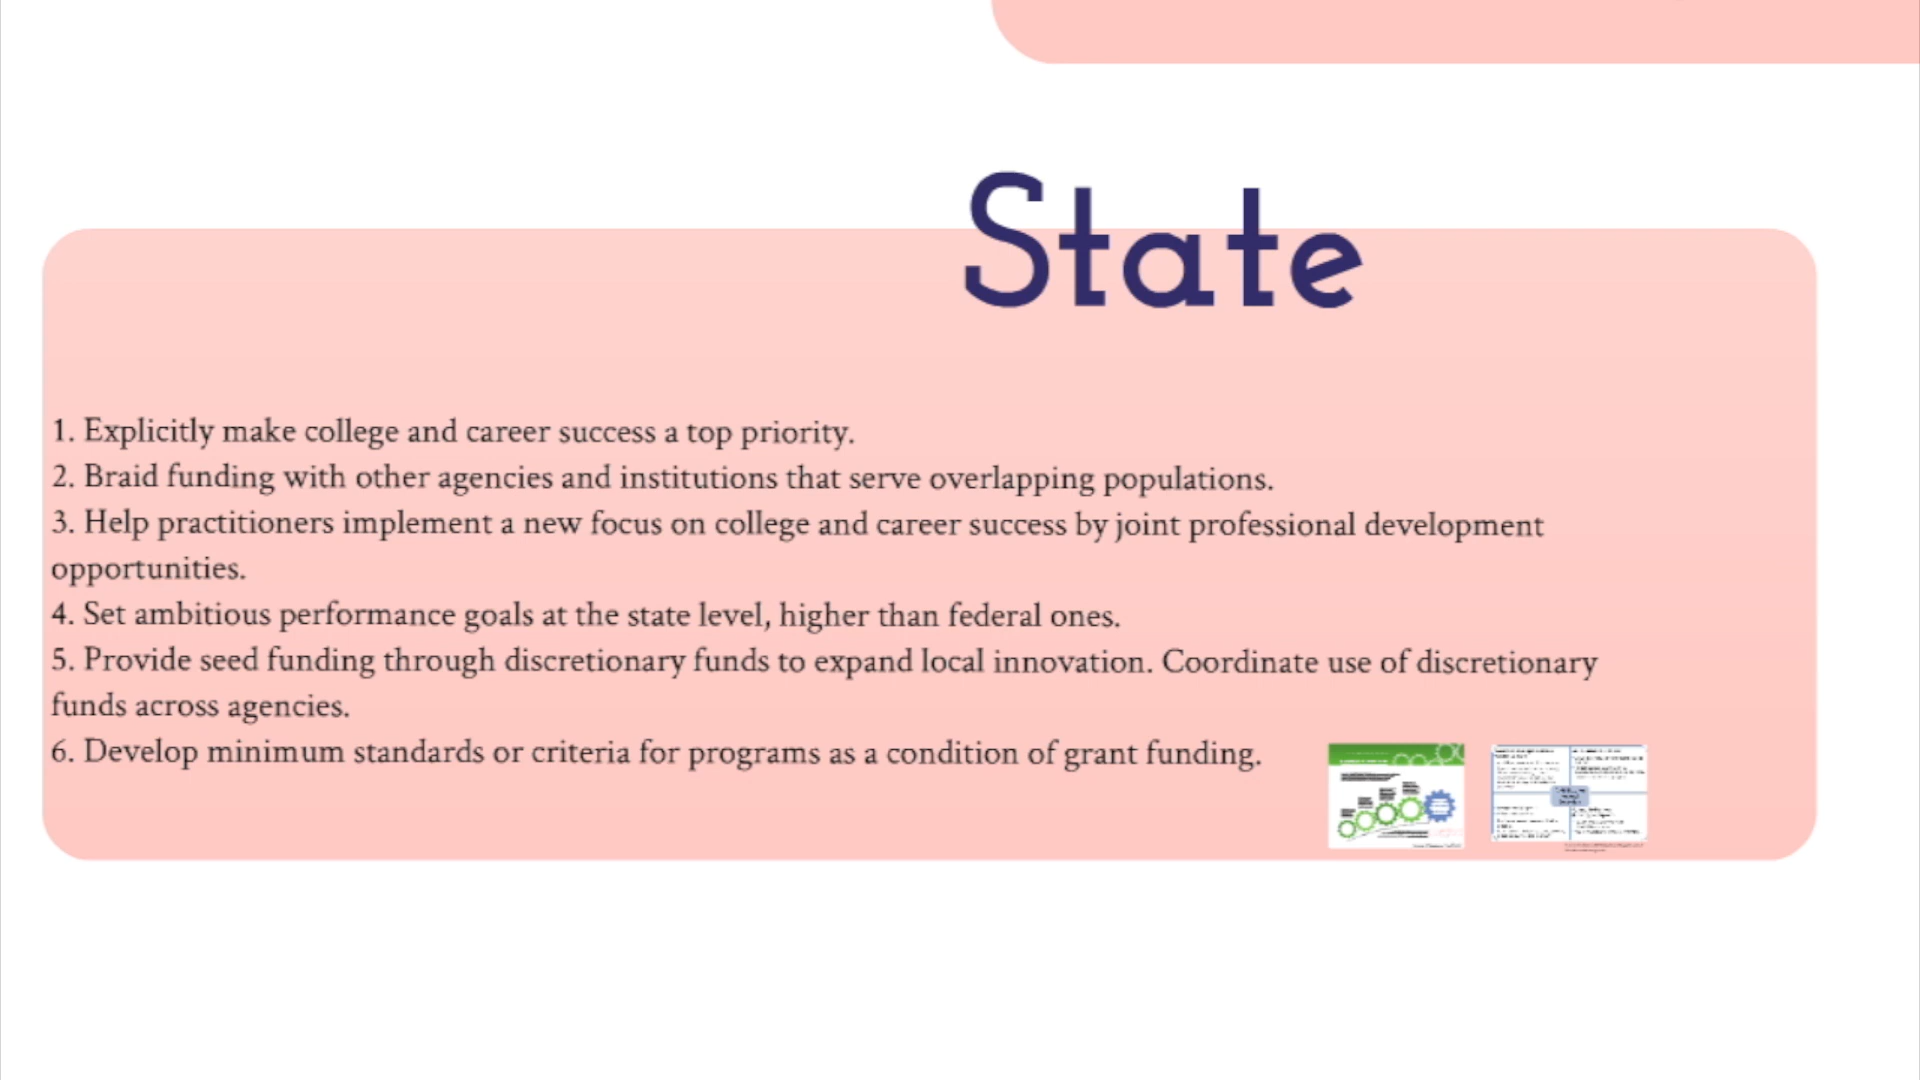 State
1. Explicitly make college and career success a top priority.
2. Braid funding with other agencies and institutions that serve overlapping populations.
3. Help practitioners implement a new focus on college and career success by joint professional development
opportunities.
4. Set ambitious performance goals at the state level, higher than federal ones.
5. Provide seed funding through discretionary funds to expand local innovation. Coordinate use of discretionary
funds across agencies.
6. Develop minimum standards or criteria for programs as a condition of grant funding.